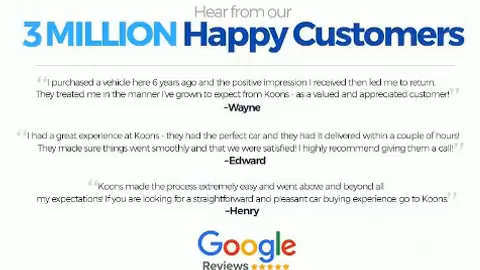 Hear from our
3 MILLION Happy Customers
“I purchased a vehicle here 6 years ago and the positive impression I received then led me to return.
They treated me in the manner I've grown to expect from Koons - as a valued and appreciated customer!”
-Wayne
“I had a great experience at Koons - they had the perfect car and they had it delivered within a couple of hours!
They made sure things went smoothly and that we were satisfied! I highly recommend giving them a call!”
-Edward
“Koons made the process extremely easy and went above and beyond all
my expectations! If you are looking for a straightforward and pleasant car buying experience, go to Koons.”
-Henry
Google
Reviews